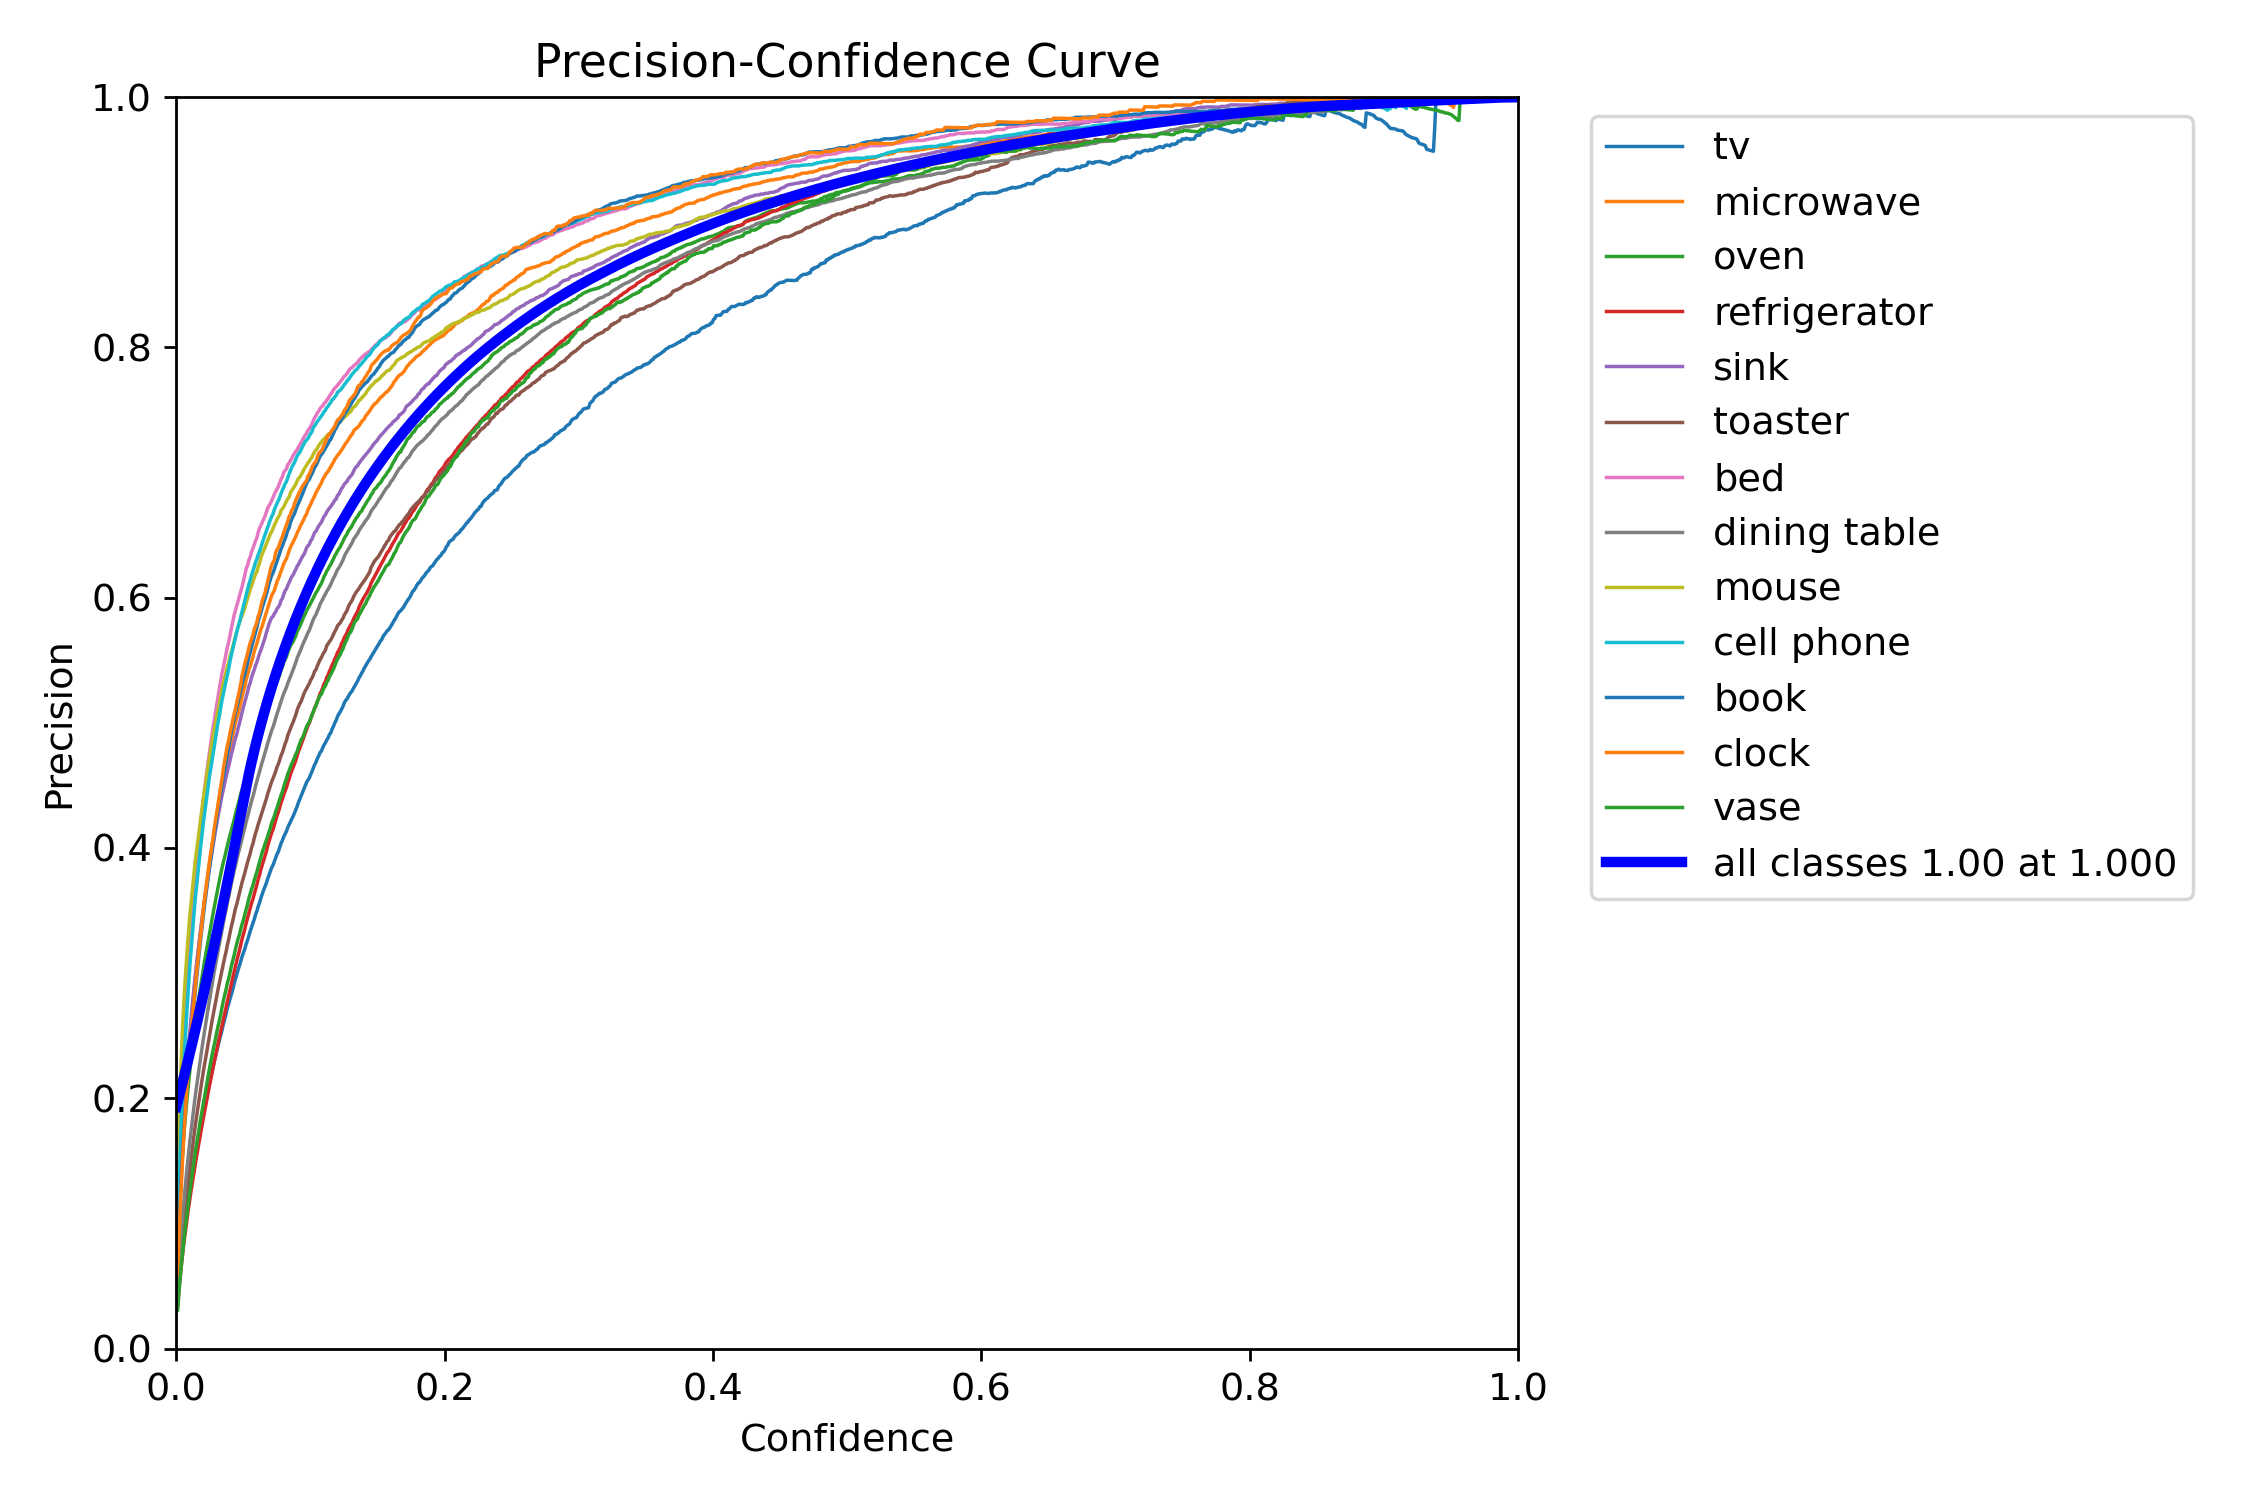 Precision-Confidence Curve
1.0
0.8
0.6
0.4
0.2
0.0
Precision
0.0 0.2 0.4 0.6 0.8 1.0
Confidence
tv
microwave
oven
refrigerator
sink
toaster
bed
dining table
mouse
cell phone
book
clock
vase
all classes 1.00 at 1.000